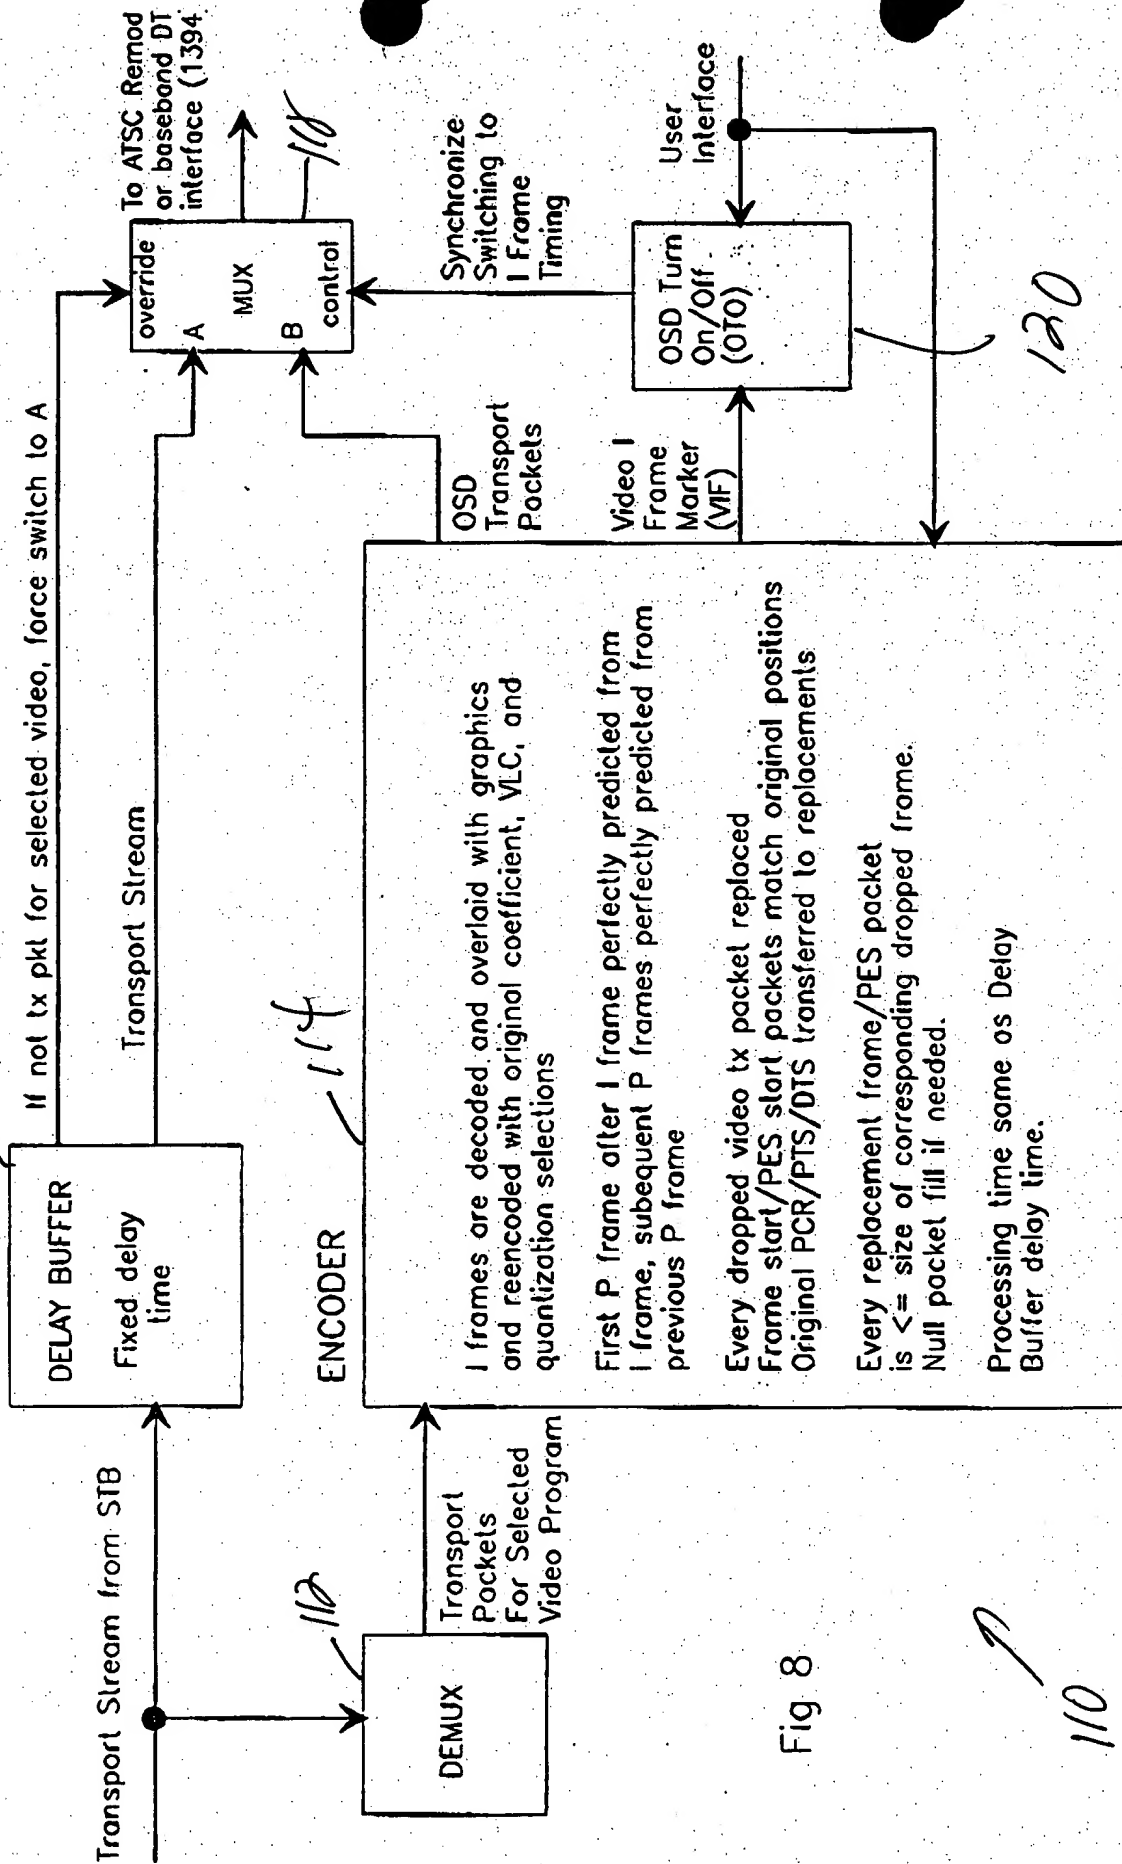 Transport Stream from STB
DELAY BUFFER
Fixed delay
time
If not tx pkt for selected video, force switch to A
Transport Stream
override
A
MUX
B
control
To ATSC Remod
or baseband DT
interface (1394
118
Synchronize
Switching to
I Frame
Timing
User
Interface
OSD Turn
On/Off
(OTO)
120
OSD
Transport
Packets
Video I
Frame
Marker
(VIF)
114
ENCODER
I frames are decoded and overlaid with graphics
and reencoded with original coefficient, VLC, and
quantization selections
First P frame after I frame perfectly predicted from
I frame, subsequent P frames perfectly predicted from
previous P frame
Every dropped video tx packet replaced
Frame start/PES start packets match original positions
Original PCR/PTS/DTS transferred to replacements
Every replacement frame/PES packet
is <= size of corresponding dropped frame.
Null packet fill if needed.
Processing time same as Delay
Buffer delay time.
112
DEMUX
Transport
Packets
For Selected
Video Program
Fig 8
110